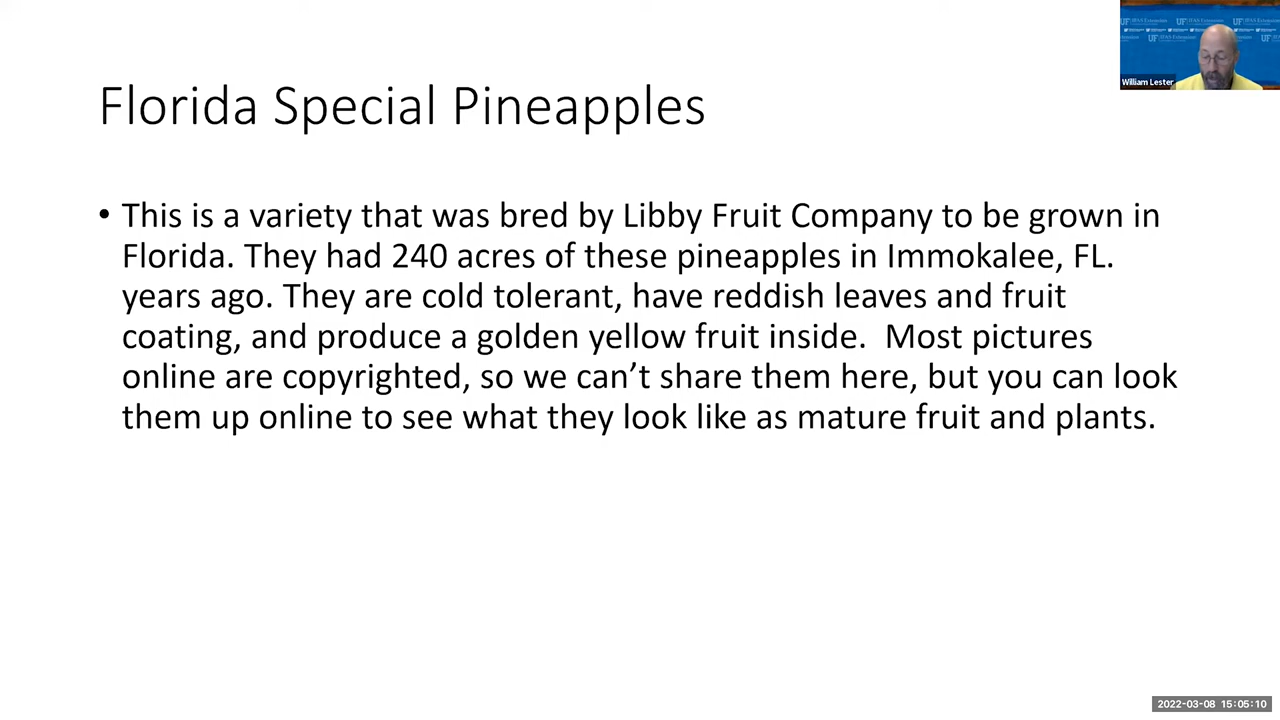 Florida Special Pineapples
• This is a variety that was bred by Libby Fruit Company to be grown in
Florida. They had 240 acres of these pineapples in Immokalee, FL.
years ago. They are cold tolerant, have reddish leaves and fruit
coating, and produce a golden yellow fruit inside.  Most pictures
online are copyrighted, so we can’t share them here, but you can look
them up online to see what they look like as mature fruit and plants.
William Lester
2022-03-08 15:05:10